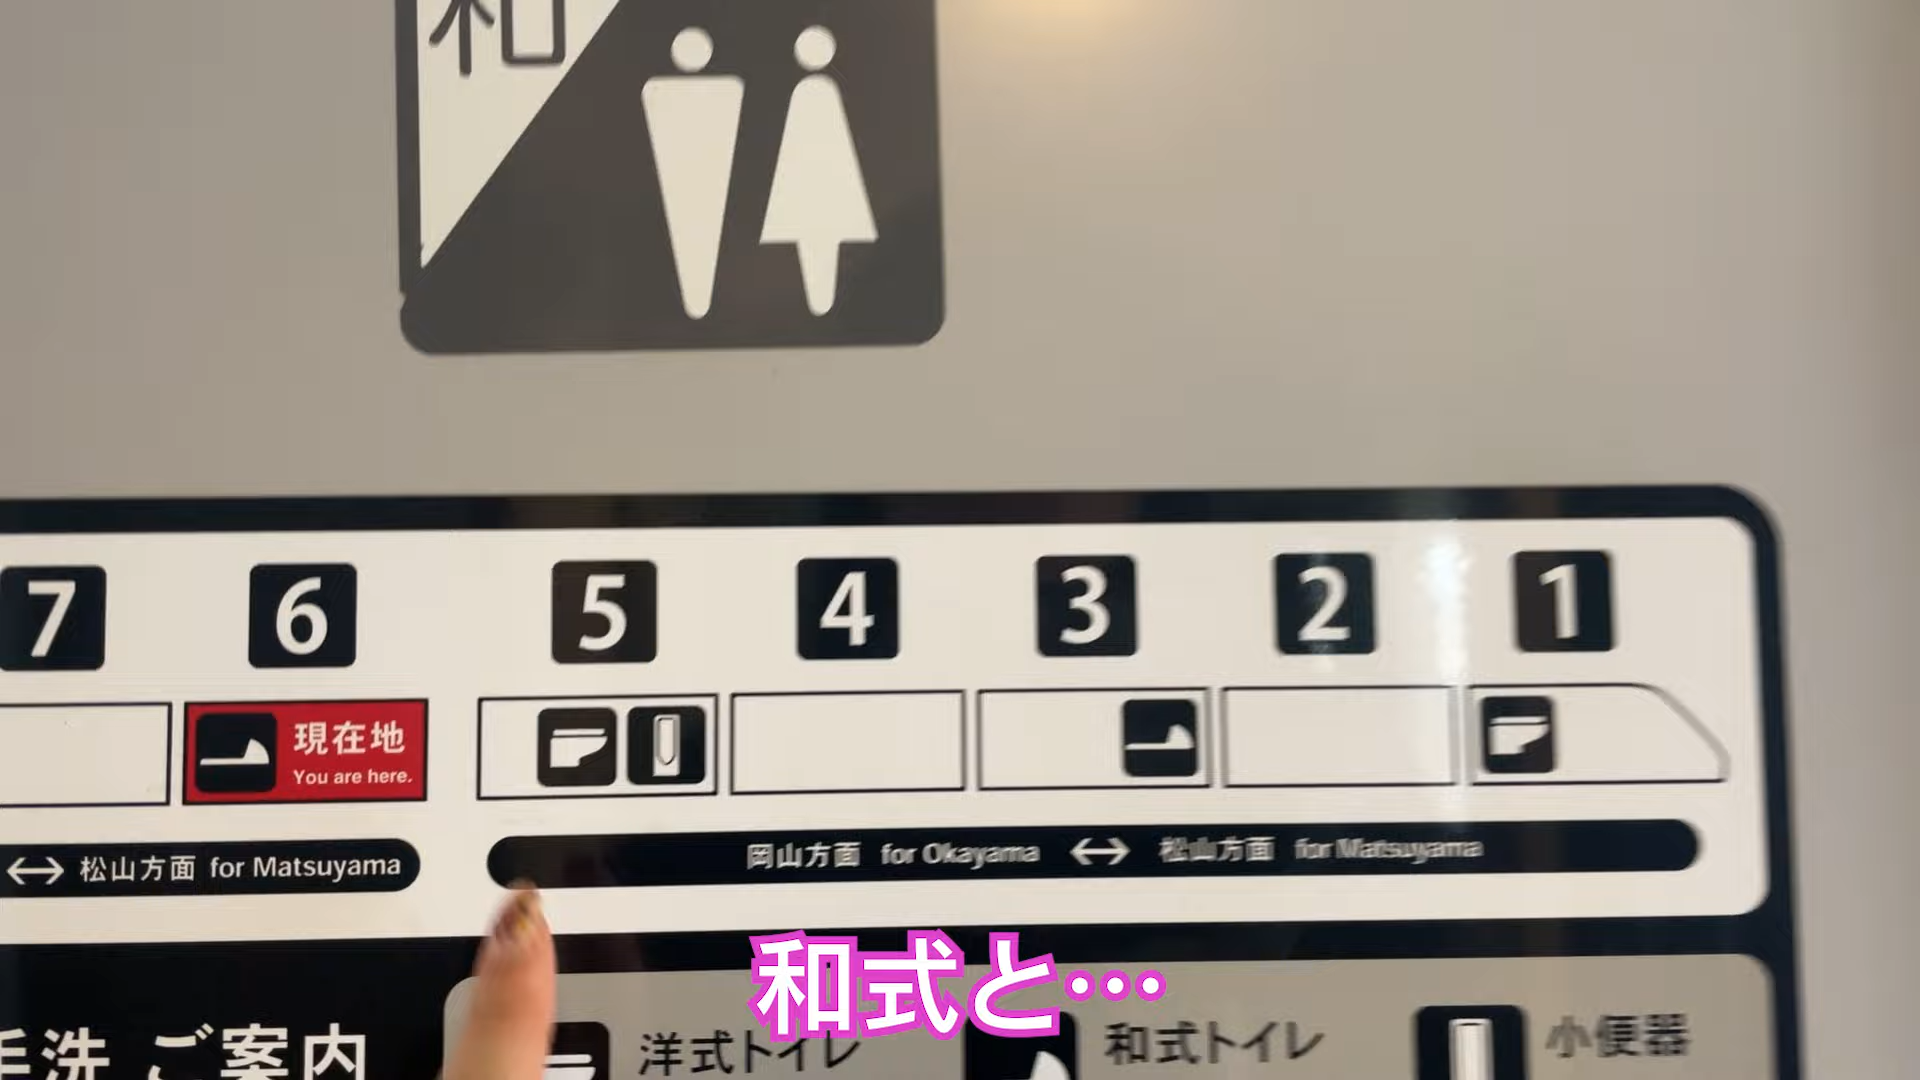 和
7 6 5 4 3 2 1
現在地
You are here.
松山方面 for Matsuyama
岡山方面 for Okayama ↔ 松山方面 for Matsuyama
和式と…
手洗 ご案内
洋式トイレ
和式トイレ
小便器